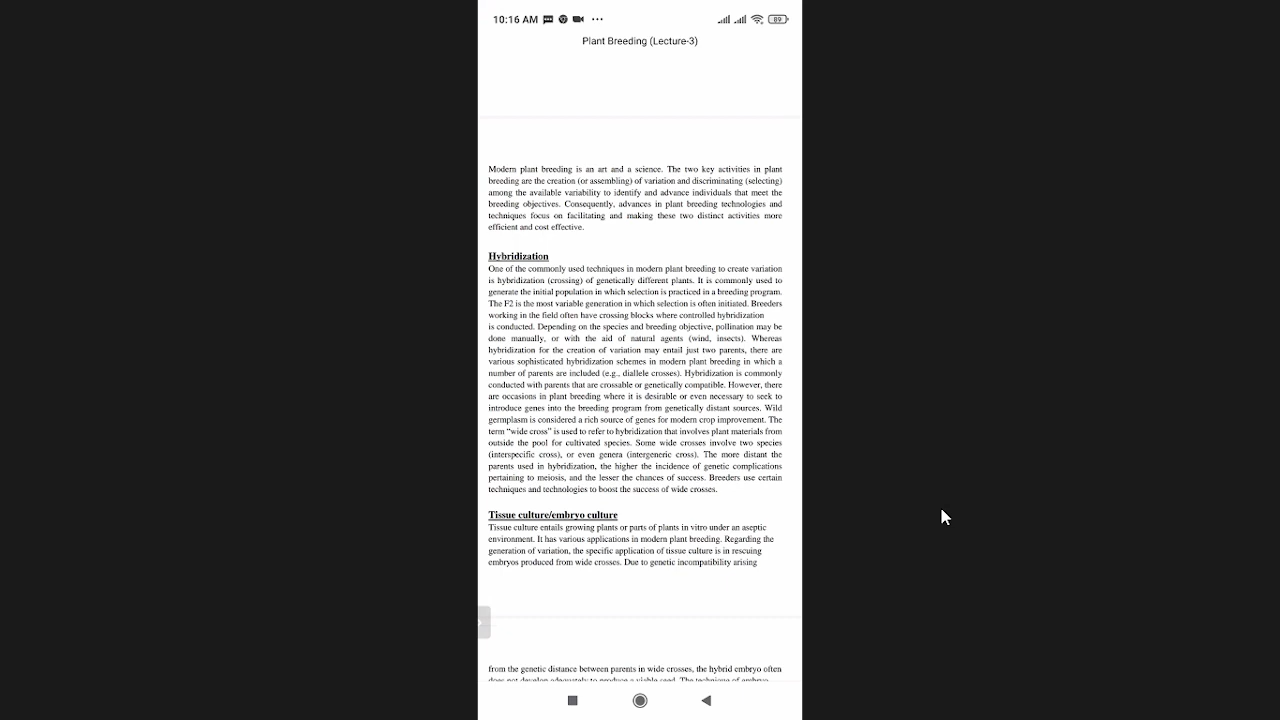 10:16 AM 89
Plant Breeding (Lecture-3)
Modern plant breeding is an art and a science. The two key activities in plant
breeding are the creation (or assembling) of variation and discriminating (selecting)
among the available variability to identify and advance individuals that meet the
breeding objectives. Consequently, advances in plant breeding technologies and
techniques focus on facilitating and making these two distinct activities more
efficient and cost effective.
Hybridization
One of the commonly used techniques in modern plant breeding to create variation
is hybridization (crossing) of genetically different plants. It is commonly used to
generate the initial population in which selection is practiced in a breeding program.
The F2 is the most variable generation in which selection is often initiated. Breeders
working in the field often have crossing blocks where controlled hybridization
is conducted. Depending on the species and breeding objective, pollination may be
done manually, or with the aid of natural agents (wind, insects). Whereas
hybridization for the creation of variation may entail just two parents, there are
various sophisticated hybridization schemes in modern plant breeding in which a
number of parents are included (e.g., diallele crosses). Hybridization is commonly
conducted with parents that are crossable or genetically compatible. However, there
are occasions in plant breeding where it is desirable or even necessary to seek to
introduce genes into the breeding program from genetically distant sources. Wild
germplasm is considered a rich source of genes for modern crop improvement. The
term “wide cross” is used to refer to hybridization that involves plant materials from
outside the pool for cultivated species. Some wide crosses involve two species
(interspecific cross), or even genera (intergeneric cross). The more distant the
parents used in hybridization, the higher the incidence of genetic complications
pertaining to meiosis, and the lesser the chances of success. Breeders use certain
techniques and technologies to boost the success of wide crosses.
Tissue culture/embryo culture
Tissue culture entails growing plants or parts of plants in vitro under an aseptic
environment. It has various applications in modern plant breeding. Regarding the
generation of variation, the specific application of tissue culture is in rescuing
embryos produced from wide crosses. Due to genetic incompatibility arising
from the genetic distance between parents in wide crosses, the hybrid embryo often
does not develop adequately to produce a viable seed. The technique of embryo